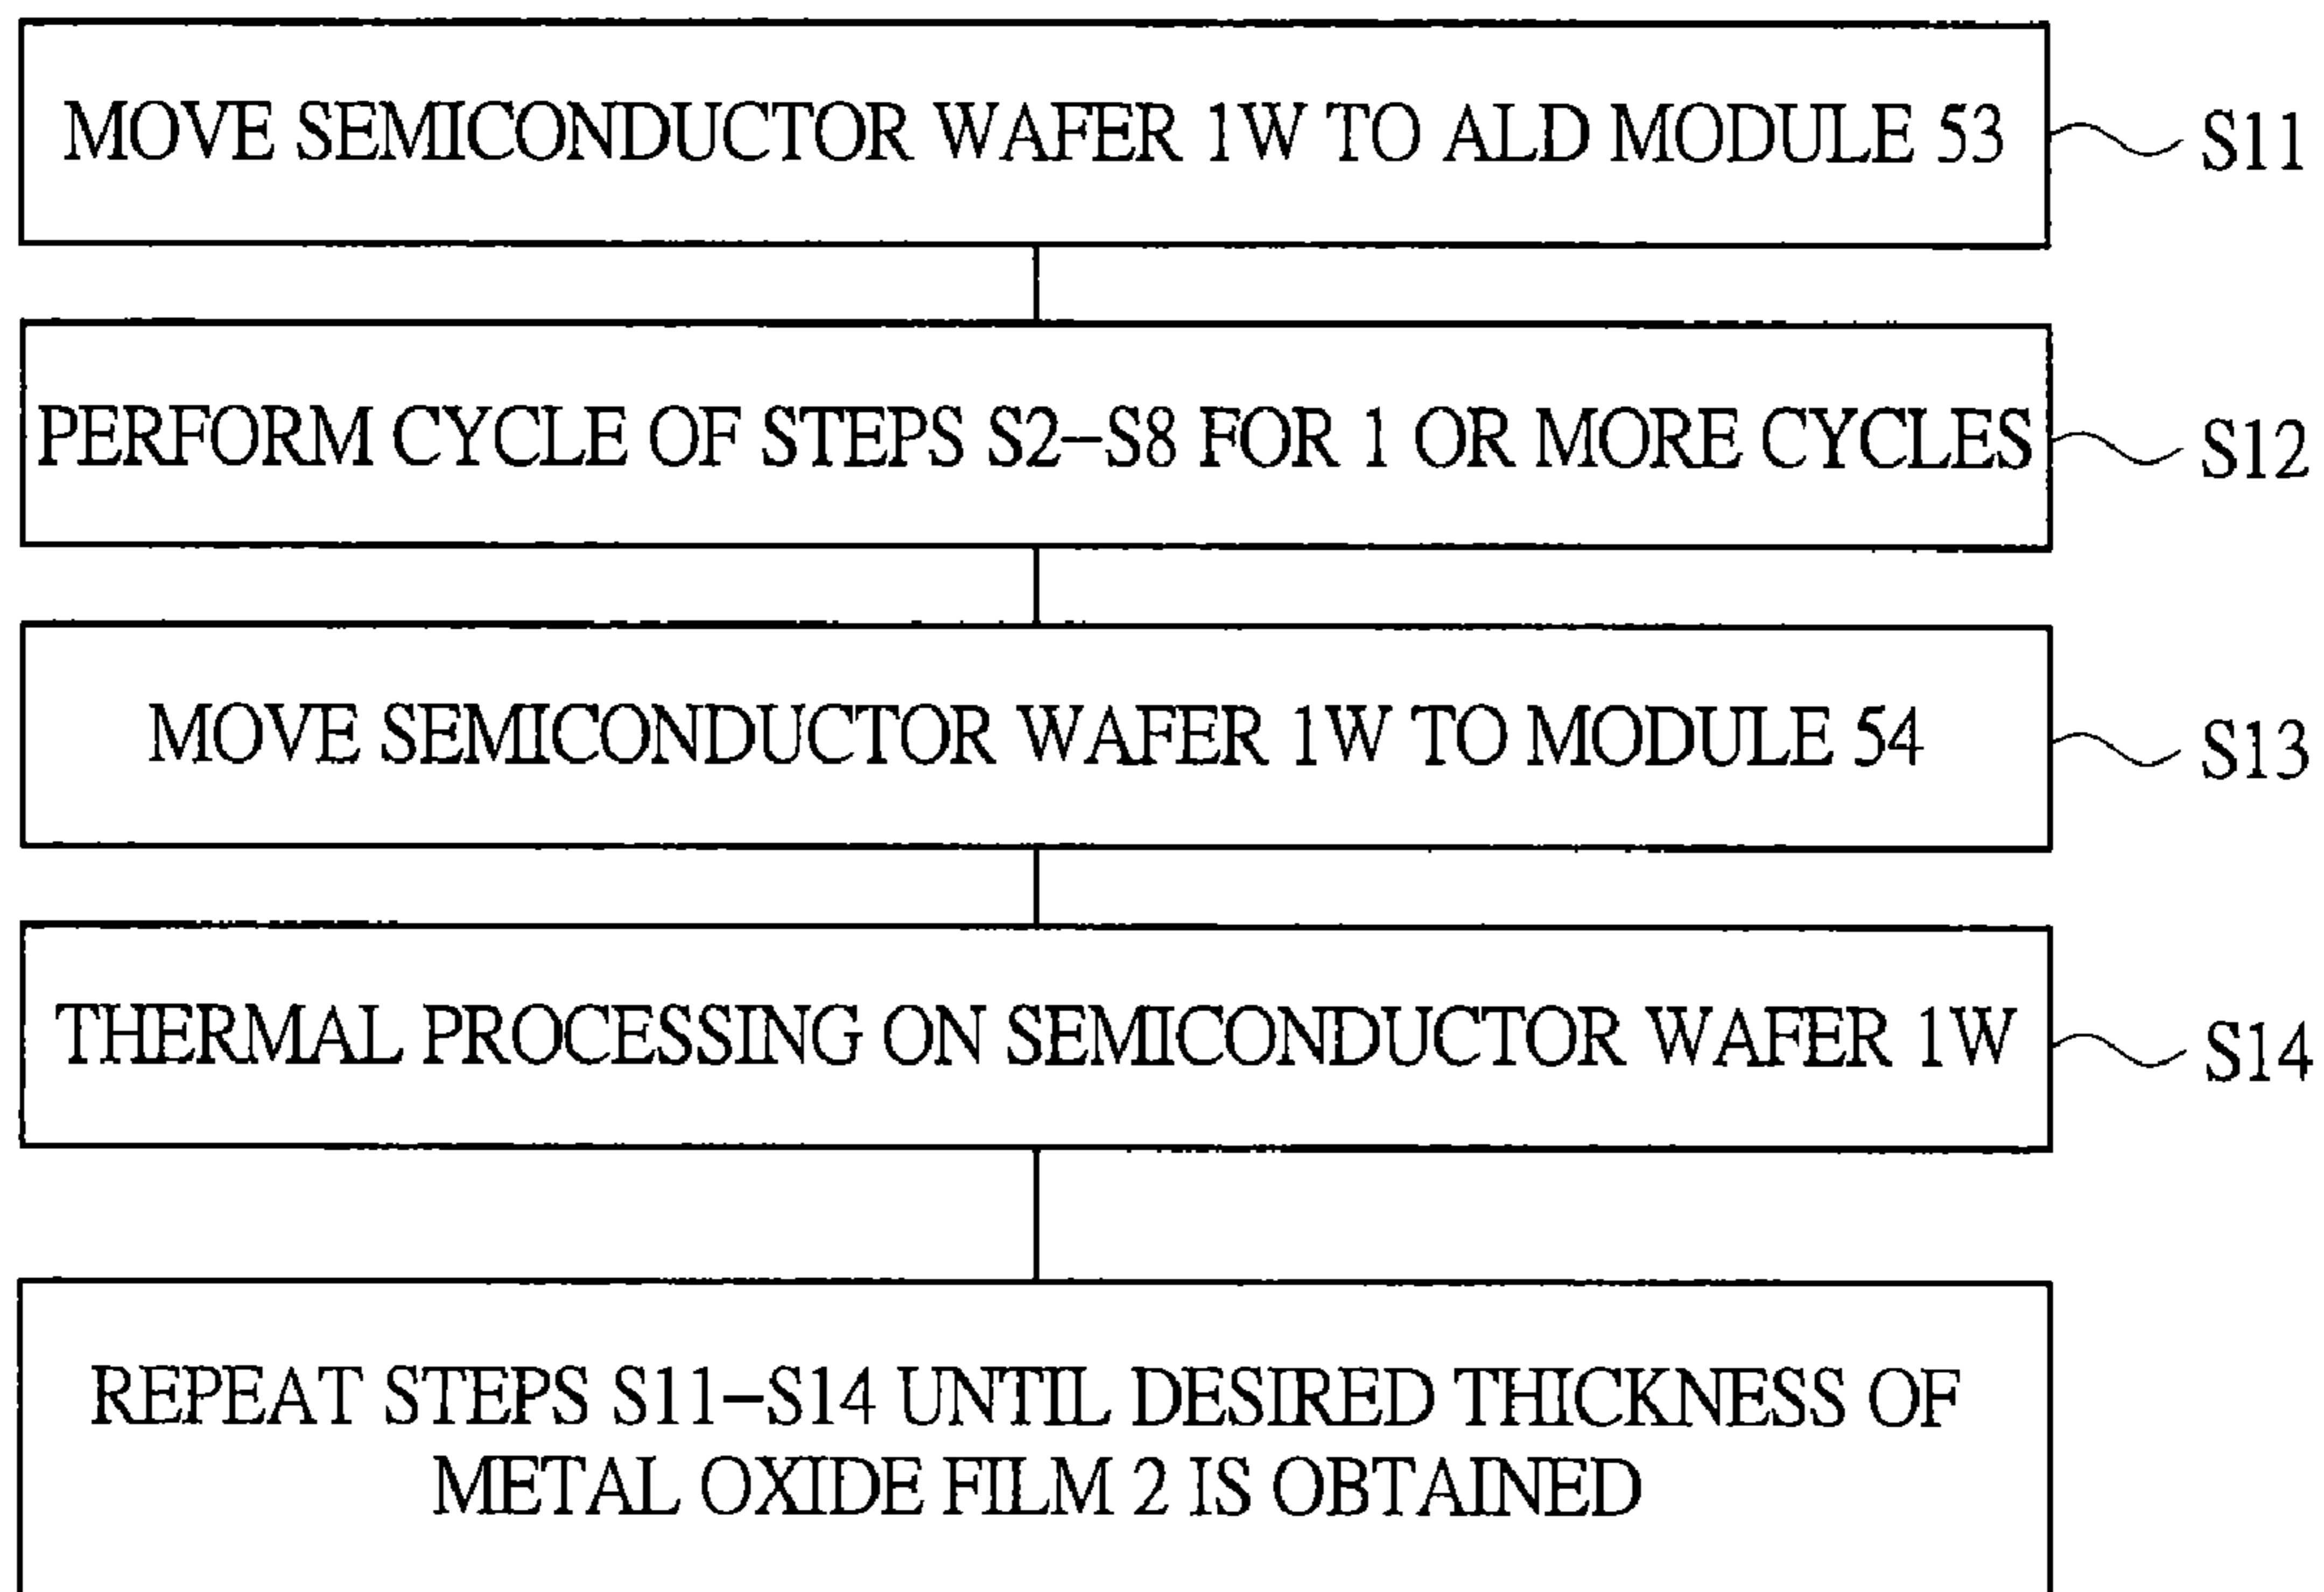 MOVE SEMICONDUCTOR WAFER 1W TO ALD MODULE 53
S11
PERFORM CYCLE OF STEPS S2–S8 FOR 1 OR MORE CYCLES
S12
MOVE SEMICONDUCTOR WAFER 1W TO MODULE 54
S13
THERMAL PROCESSING ON SEMICONDUCTOR WAFER 1W
S14
REPEAT STEPS S11–S14 UNTIL DESIRED THICKNESS OF
METAL OXIDE FILM 2 IS OBTAINED